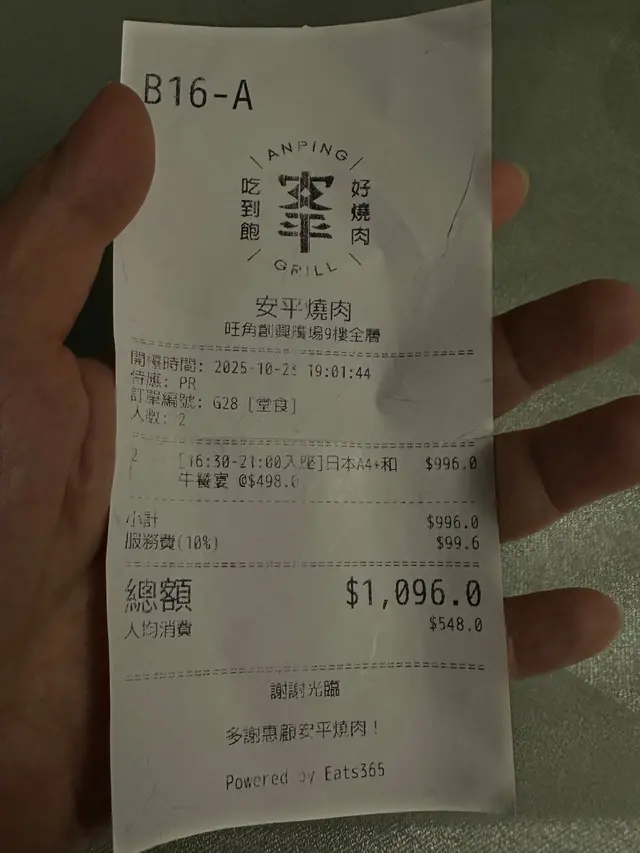 B16-A
ANPING
吃到飽
安平
好燒肉
GRILL
安平燒肉
旺角創興廣場9樓全層
開檯時間: 2025-10-23 19:01:44
侍應: PR
訂單編號: G28 [堂食]
人數: 2
2 [16:30-21:00入座]日本A4+和 $996.0
牛饗宴 @$498.0
小計 $996.0
服務費(10%) $99.6
總額 $1,096.0
人均消費 $548.0
謝謝光臨
多謝惠顧安平燒肉！
Powered by Eats365